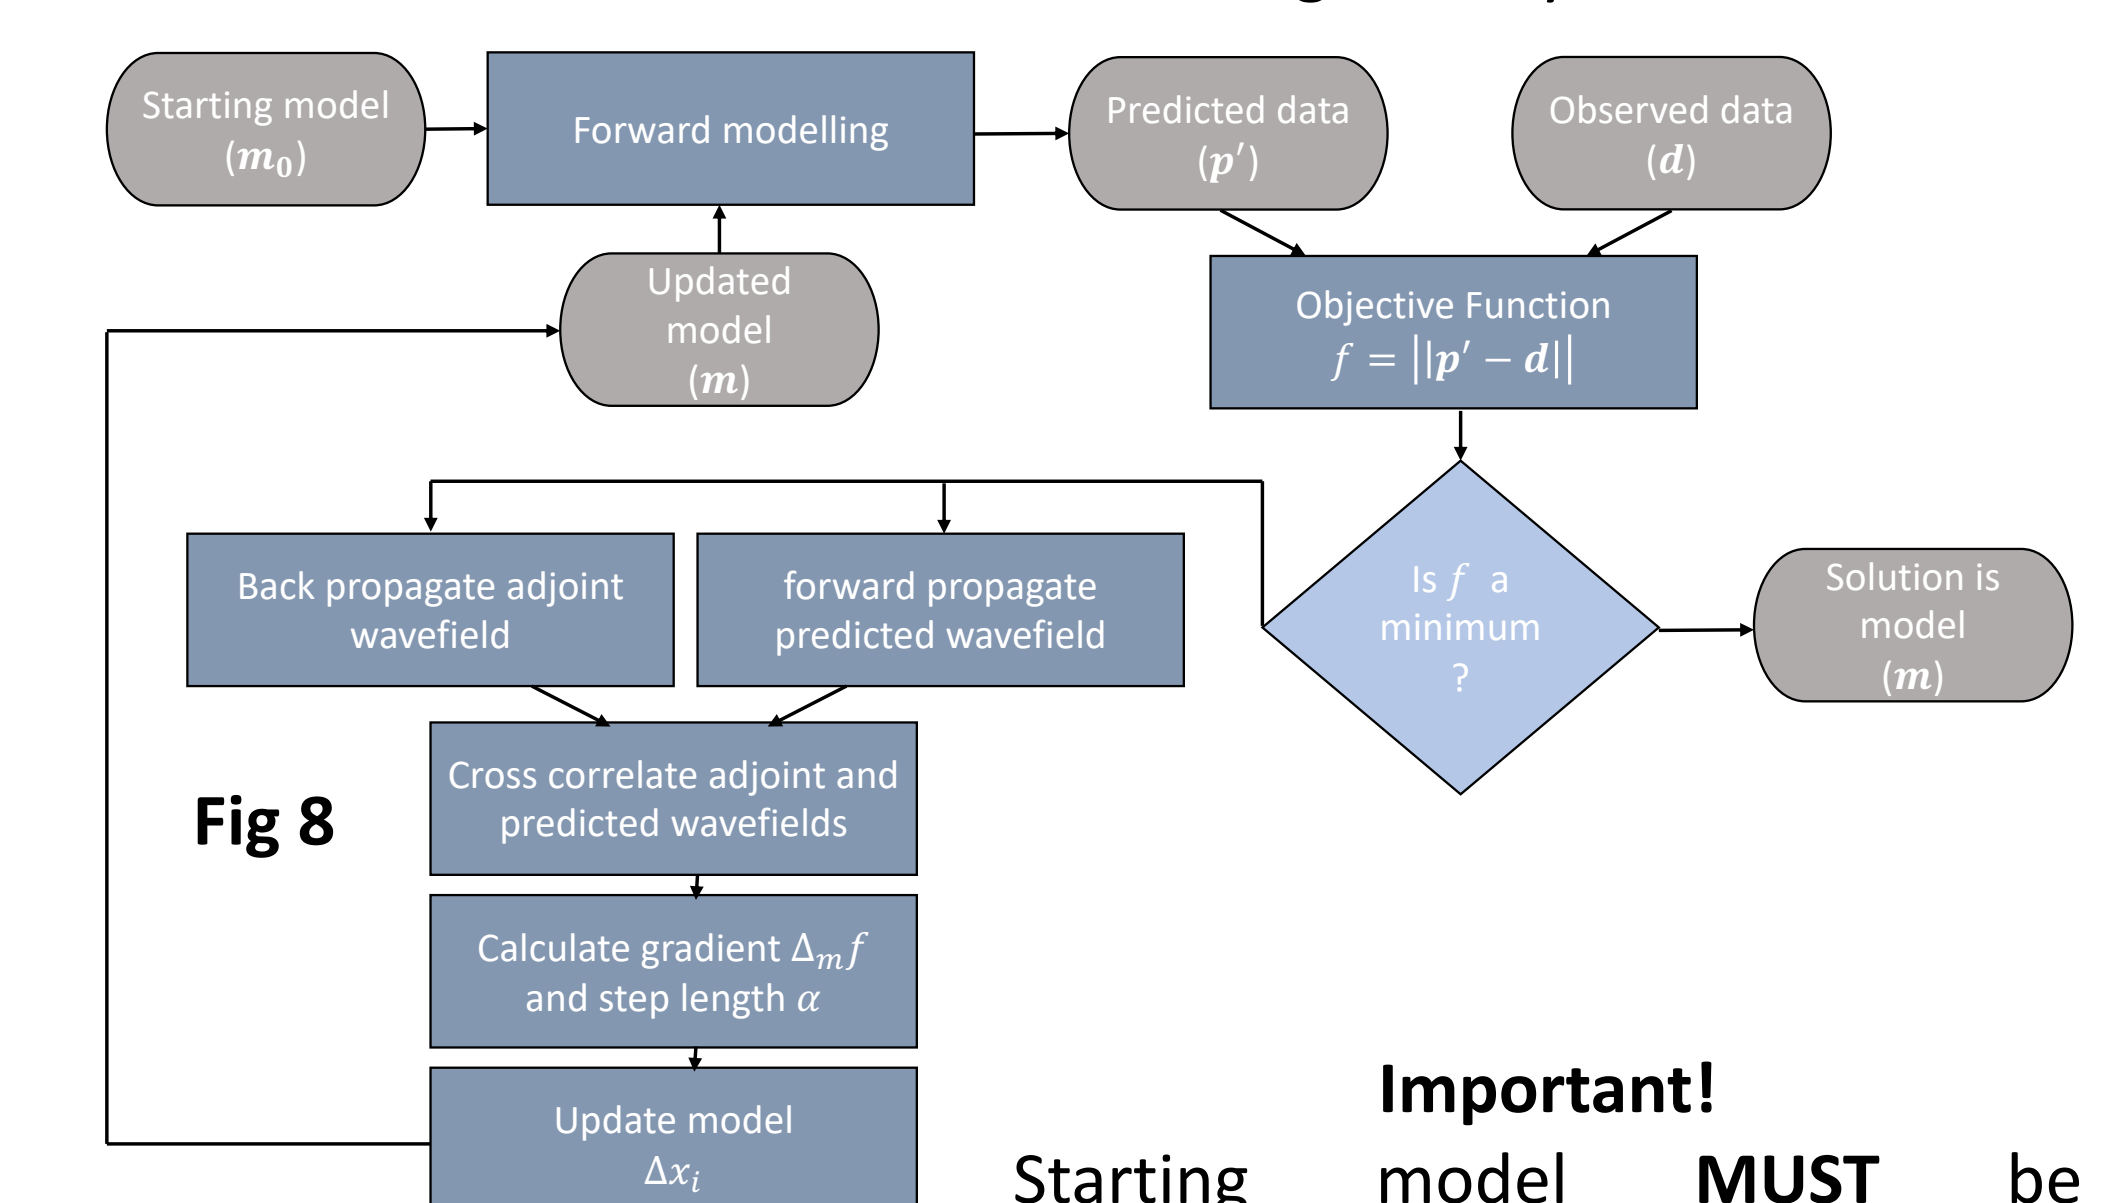 Starting model
(m₀)
Forward modelling
Predicted data
(p′)
Observed data
(d)
Updated
model
(m)
Objective Function
f = ||p′ − d||
Is f a
minimum
?
Solution is
model
(m)
Back propagate adjoint
wavefield
forward propagate
predicted wavefield
Cross correlate adjoint and
predicted wavefields
Fig 8
Calculate gradient Δₘf
and step length α
Update model
Δxᵢ
Important!
Starting model MUST be